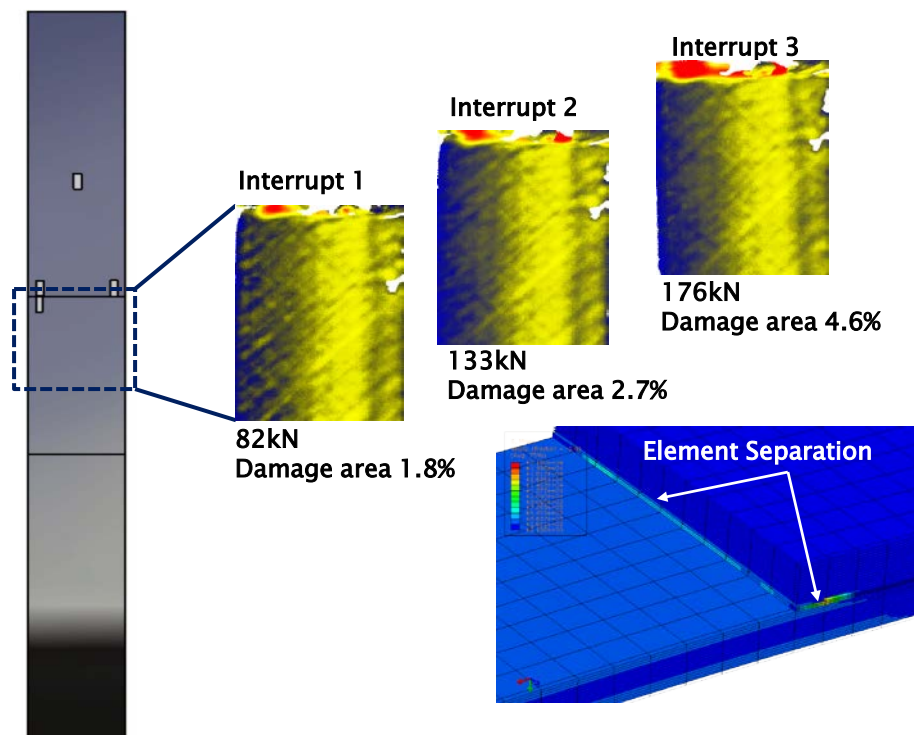 Interrupt 3
Interrupt 2
Interrupt 1
176kN
Damage area 4.6%
133kN
Damage area 2.7%
82kN
Damage area 1.8%
Element Separation